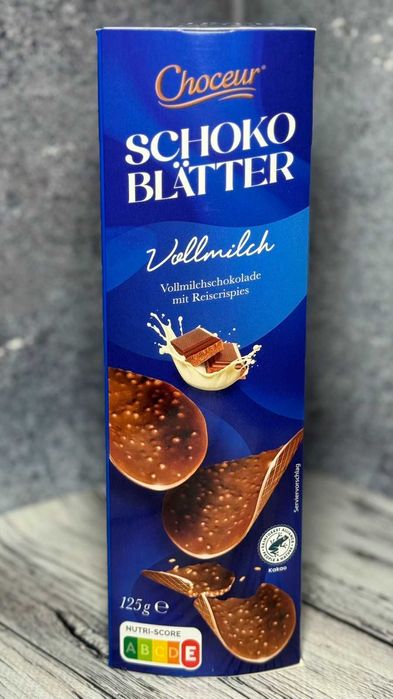 Choceur®
SCHOKO
BLÄTTER
Vollmilch
Vollmilchschokolade
mit Reiscrispies
Serviervorschlag
Kakao
125g ℮
NUTRI-SCORE
A B C D E